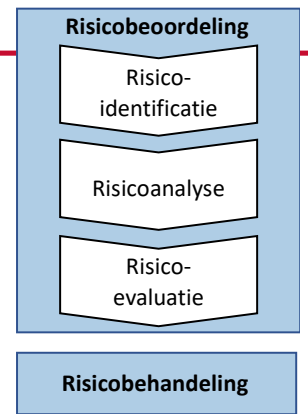 Risicobeoordeling
Risico-
identificatie
Risicoanalyse
Risico-
evaluatie
Risicobehandeling